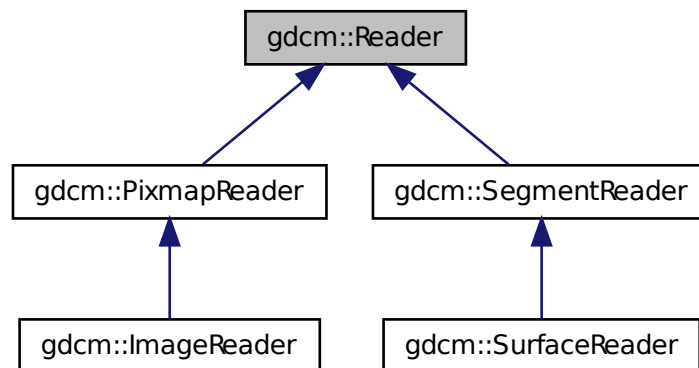 gdcm::Reader
gdcm::PixmapReader
gdcm::SegmentReader
gdcm::ImageReader
gdcm::SurfaceReader